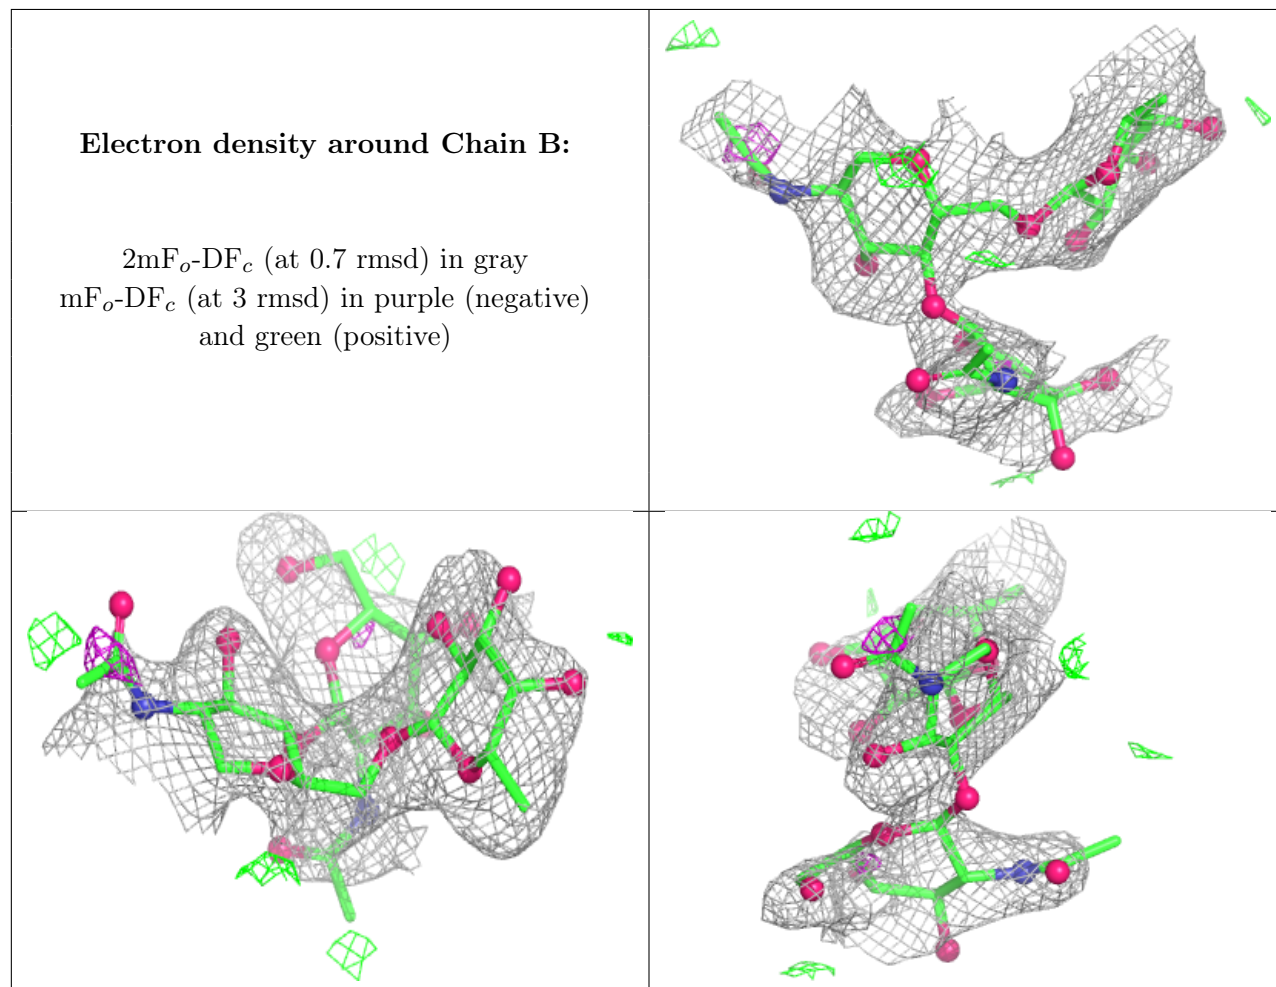 Electron density around Chain B:
2mFₒ-DF𝒸 (at 0.7 rmsd) in gray
mFₒ-DF𝒸 (at 3 rmsd) in purple (negative)
and green (positive)